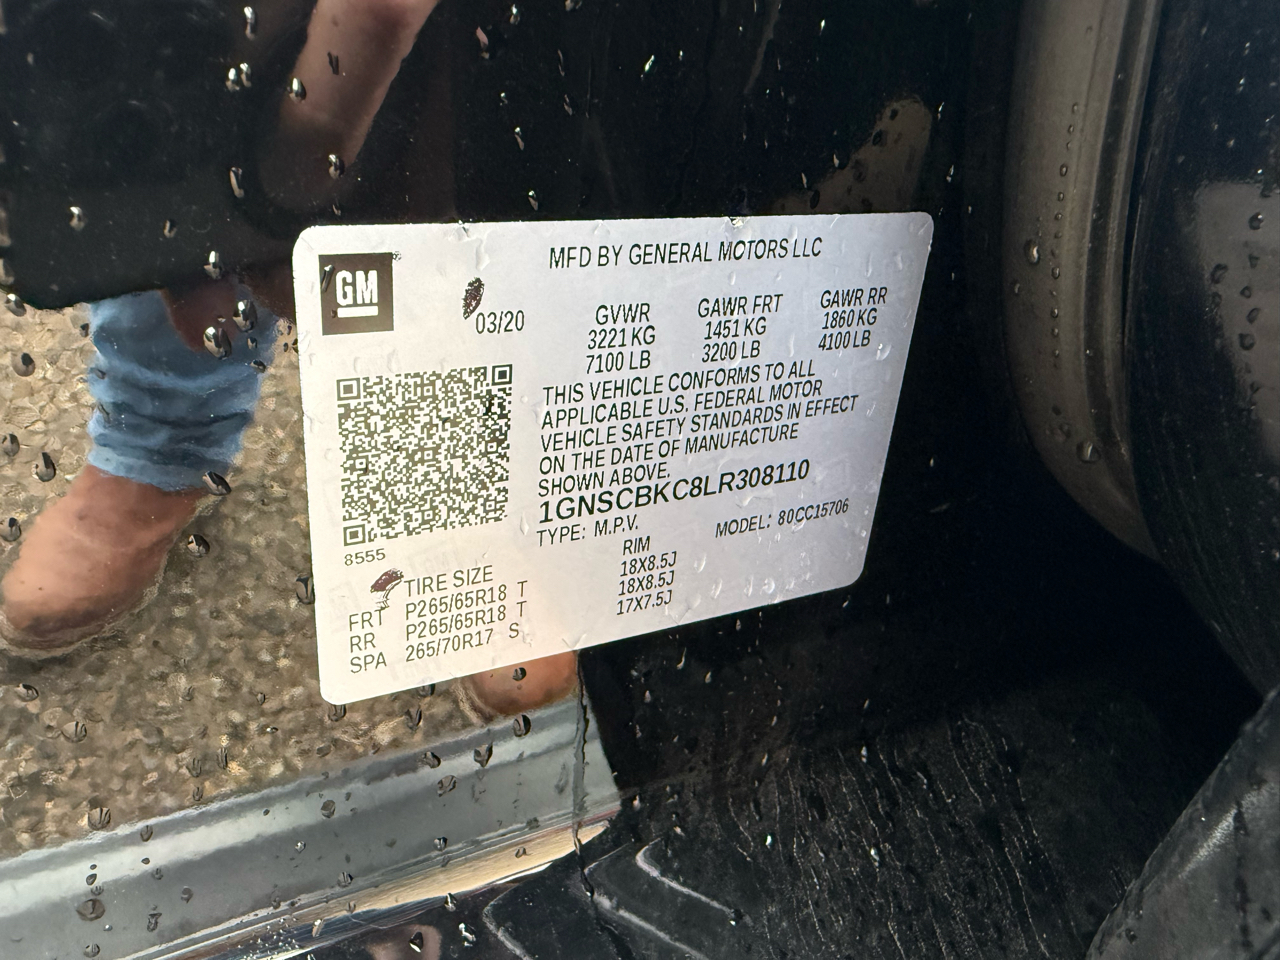 GM
MFD BY GENERAL MOTORS LLC
03/20
GVWR GAWR FRT GAWR RR
3221 KG 1451 KG 1860 KG
7100 LB 3200 LB 4100 LB
THIS VEHICLE CONFORMS TO ALL
APPLICABLE U.S. FEDERAL MOTOR
VEHICLE SAFETY STANDARDS IN EFFECT
ON THE DATE OF MANUFACTURE
SHOWN ABOVE.
1GNSCBKC8LR308110
TYPE: M.P.V. MODEL: 80CC15706
8555
TIRE SIZE RIM
FRT P265/65R18 T 18X8.5J
RR P265/65R18 T 18X8.5J
SPA 265/70R17 S 17X7.5J